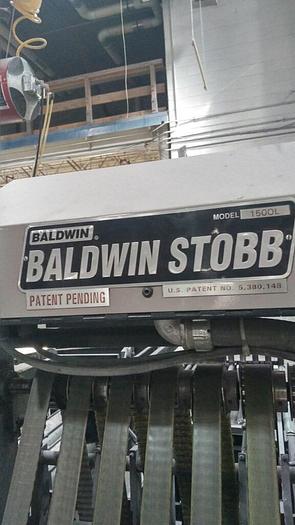 MODEL 1500L
BALDWIN
BALDWIN STOBB
PATENT PENDING
U.S. PATENT NO. 5,380,148